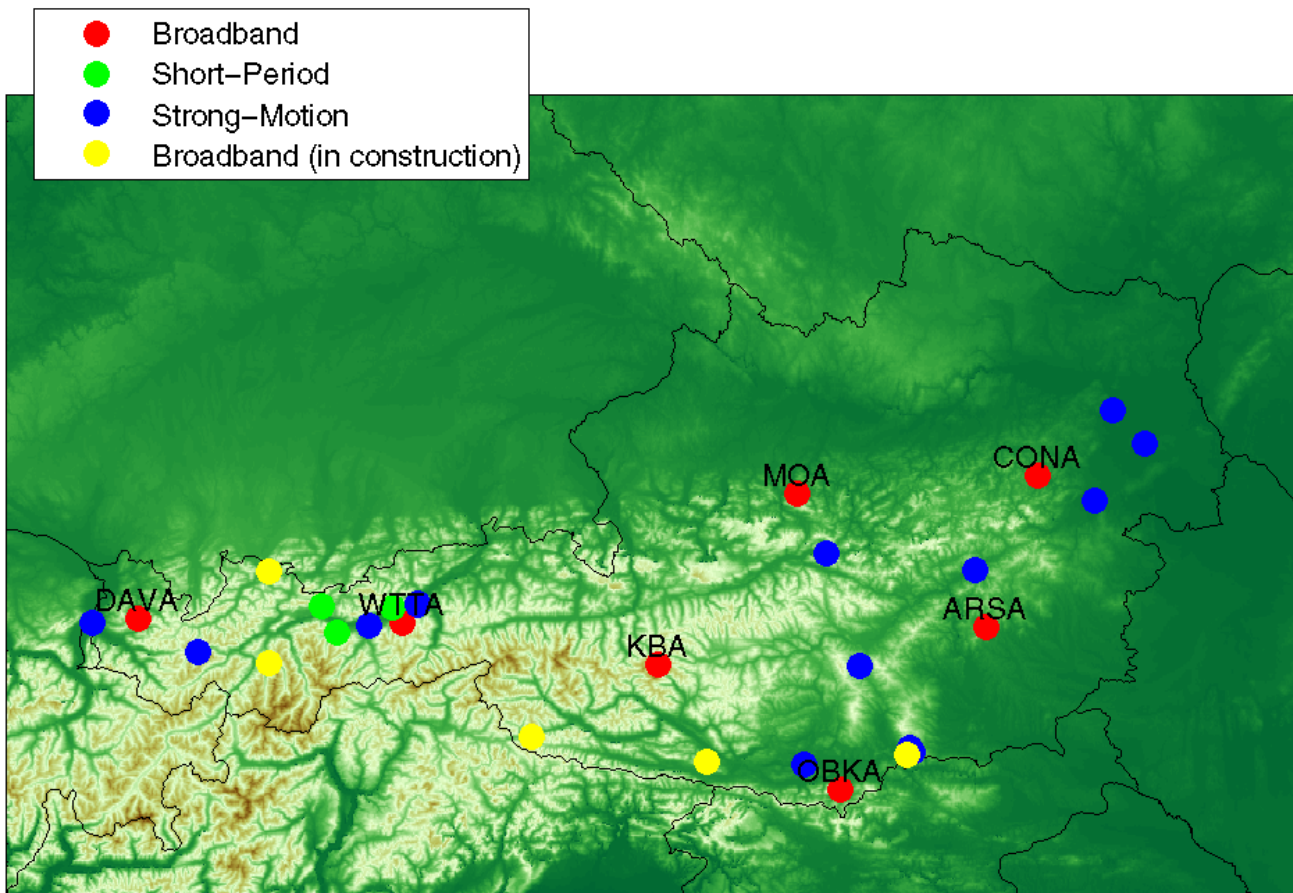 Broadband
Short-Period
Strong-Motion
Broadband (in construction)
CONA
MOA
DAVA
WTTA
ARSA
KBA
OBKA